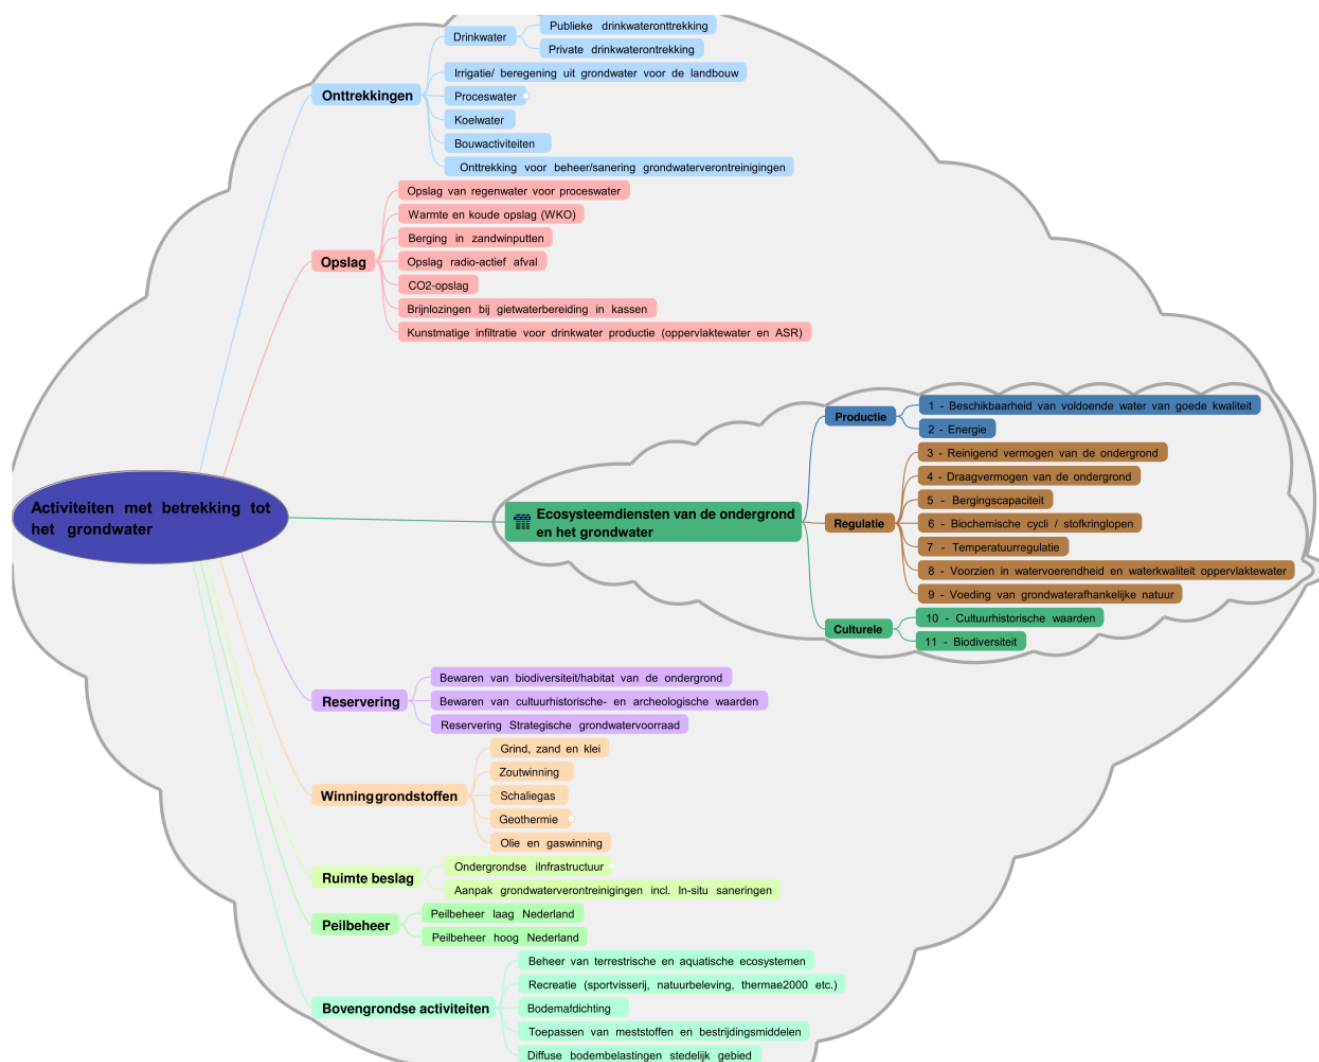 Activiteiten met betrekking tot
het grondwater
Onttrekkingen
Drinkwater
Publieke drinkwateronttrekking
Private drinkwaterontrekking
Irrigatie/ beregening uit grondwater voor de landbouw
Proceswater
Koelwater
Bouwactiviteiten
Onttrekking voor beheer/sanering grondwaterverontreinigingen
Opslag
Opslag van regenwater voor proceswater
Warmte en koude opslag (WKO)
Berging in zandwinputten
Opslag radio-actief afval
CO2-opslag
Brijnlozingen bij gietwaterbereiding in kassen
Kunstmatige infiltratie voor drinkwater productie (oppervlaktewater en ASR)
Ecosysteemdiensten van de ondergrond
en het grondwater
Productie
1 - Beschikbaarheid van voldoende water van goede kwaliteit
2 - Energie
Regulatie
3 - Reinigend vermogen van de ondergrond
4 - Draagvermogen van de ondergrond
5 - Bergingscapaciteit
6 - Biochemische cycli / stofkringlopen
7 - Temperatuurregulatie
8 - Voorzien in watervoerendheid en waterkwaliteit oppervlaktewater
9 - Voeding van grondwaterafhankelijke natuur
Culturele
10 - Cultuurhistorische waarden
11 - Biodiversiteit
Reservering
Bewaren van biodiversiteit/habitat van de ondergrond
Bewaren van cultuurhistorische- en archeologische waarden
Reservering Strategische grondwatervoorraad
Winninggrondstoffen
Grind, zand en klei
Zoutwinning
Schaliegas
Geothermie
Olie en gaswinning
Ruimte beslag
Ondergrondse iInfrastructuur
Aanpak grondwaterverontreinigingen incl. In-situ saneringen
Peilbeheer
Peilbeheer laag Nederland
Peilbeheer hoog Nederland
Bovengrondse activiteiten
Beheer van terrestrische en aquatische ecosystemen
Recreatie (sportvisserij, natuurbeleving, thermae2000 etc.)
Bodemafdichting
Toepassen van meststoffen en bestrijdingsmiddelen
Diffuse bodembelastingen stedelijk gebied